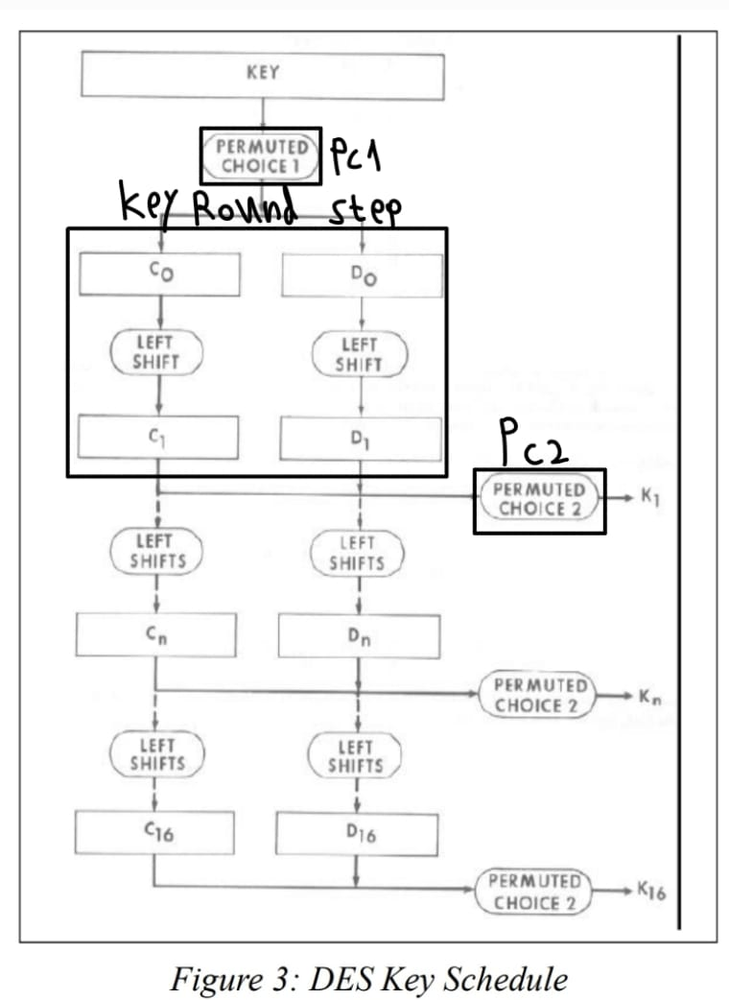 KEY
PERMUTED
CHOICE 1
Pc1
key Round step
C0
D0
LEFT
SHIFT
LEFT
SHIFT
C1
D1
Pc2
PERMUTED
CHOICE 2
K1
LEFT
SHIFTS
LEFT
SHIFTS
Cn
Dn
PERMUTED
CHOICE 2
Kn
LEFT
SHIFTS
LEFT
SHIFTS
C16
D16
PERMUTED
CHOICE 2
K16
Figure 3: DES Key Schedule